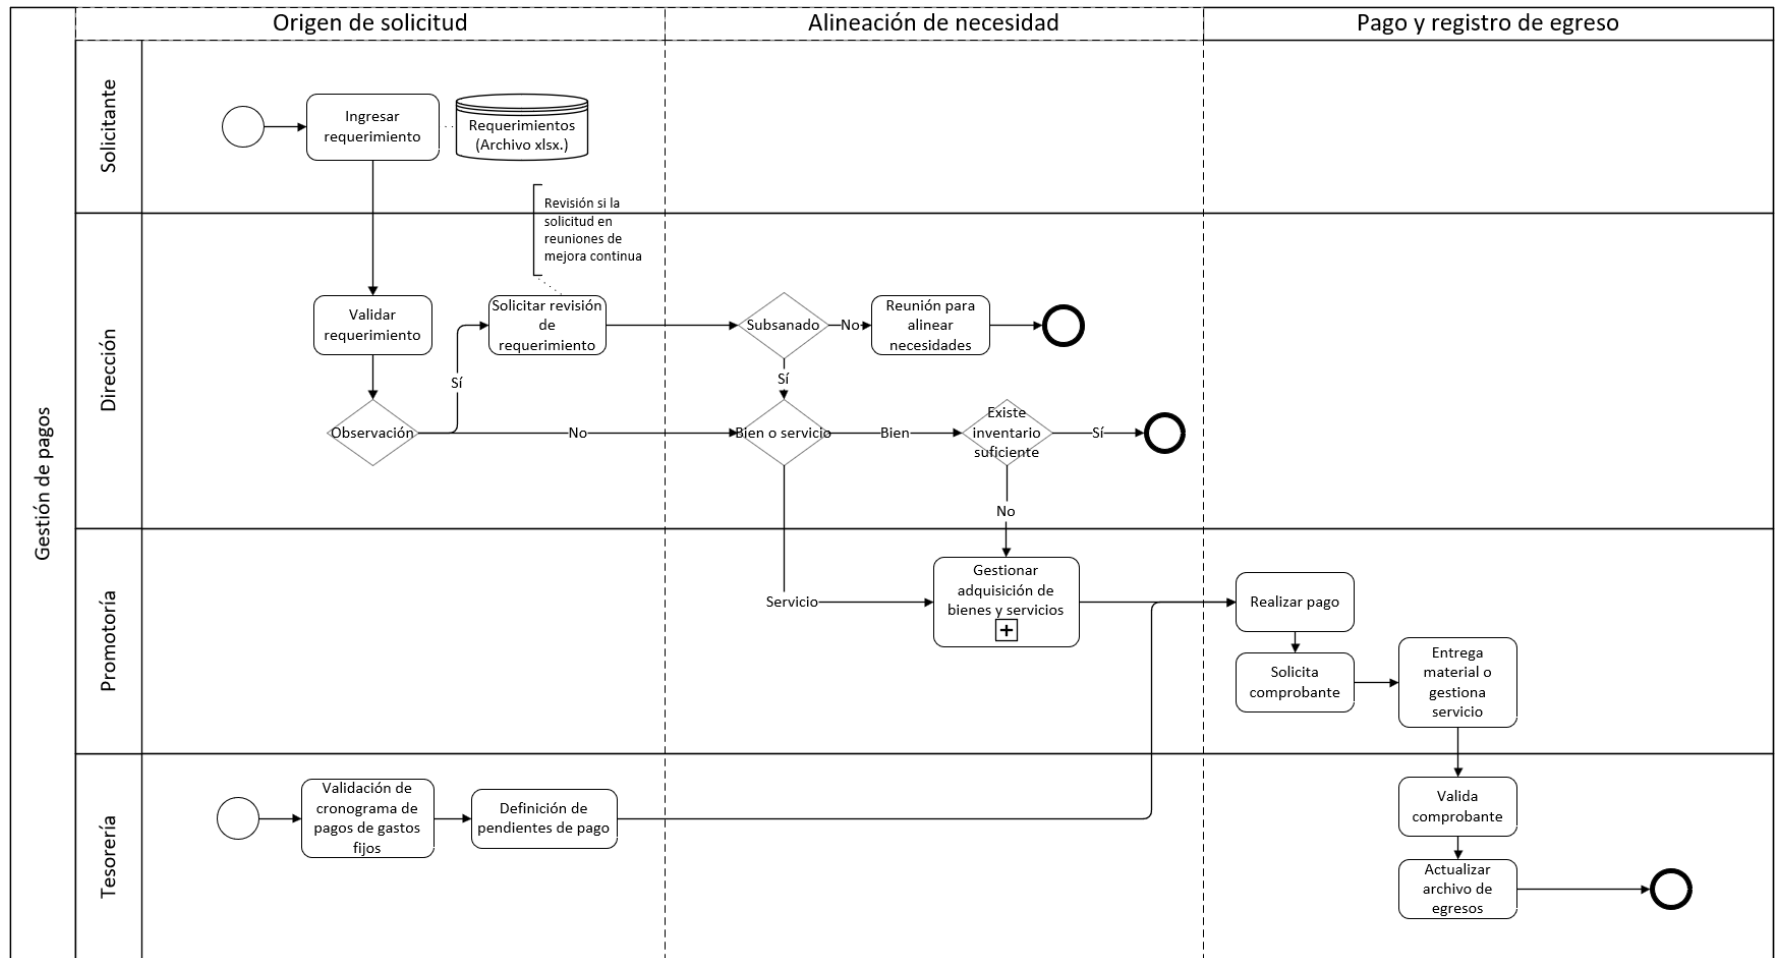 Origen de solicitud
Alineación de necesidad
Pago y registro de egreso
Gestión de pagos
Solicitante
Ingresar
requerimiento
Requerimientos
(Archivo xlsx.)
Revisión si la
solicitud en
reuniones de
mejora continua
Dirección
Validar
requerimiento
Solicitar revisión
de
requerimiento
Subsanado
No
Reunión para
alinear
necesidades
Sí
Sí
Observación
No
Bien o servicio
Bien
Existe
inventario
suficiente
Sí
No
Promotoría
Servicio
Gestionar
adquisición de
bienes y servicios
Realizar pago
Solicita
comprobante
Entrega
material o
gestiona
servicio
Tesorería
Validación de
cronograma de
pagos de gastos
fijos
Definición de
pendientes de pago
Valida
comprobante
Actualizar
archivo de
egresos